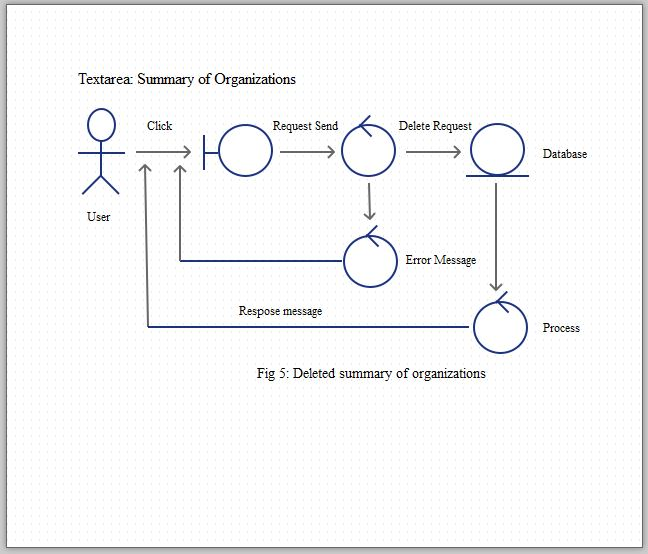 Textarea: Summary of Organizations
Click
Request Send
Delete Request
Database
User
Error Message
Respose message
Process
Fig 5: Deleted summary of organizations